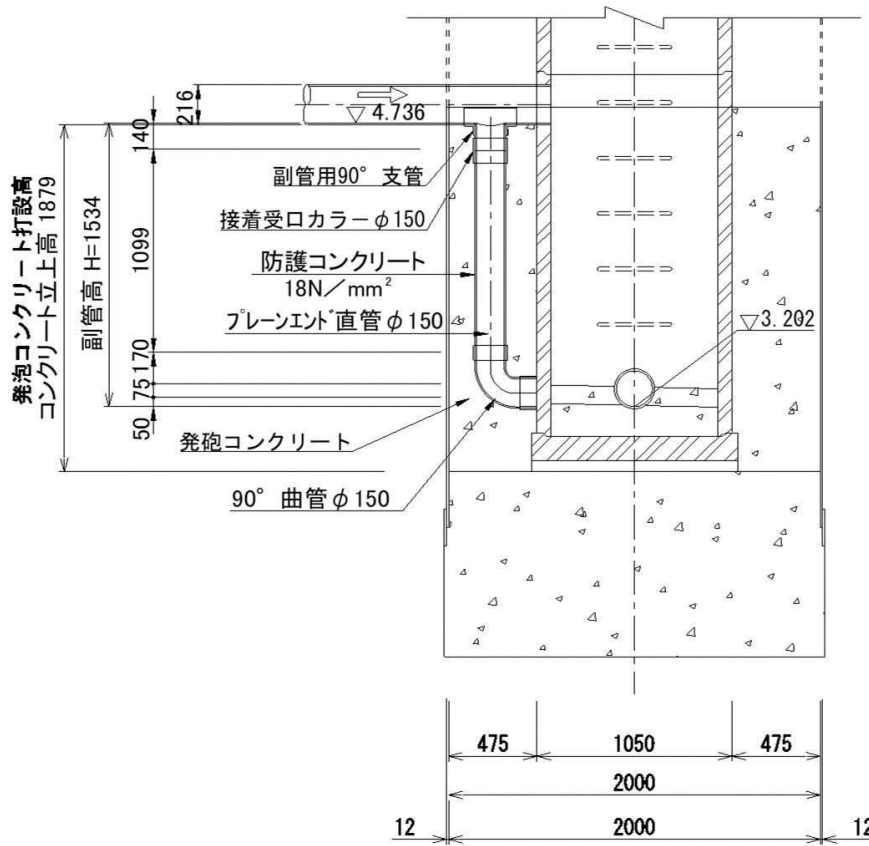 216
▽ 4.736
140
副管用90° 支管
接着受口カラーφ150
防護コンクリート
18N/mm²
プレーンエンド直管φ150
▽3.202
1099
170
75
50
発泡コンクリート打設高
コンクリート立上高 1879
副管高 H=1534
発砲コンクリート
90° 曲管φ150
475
1050
475
2000
12
2000
12